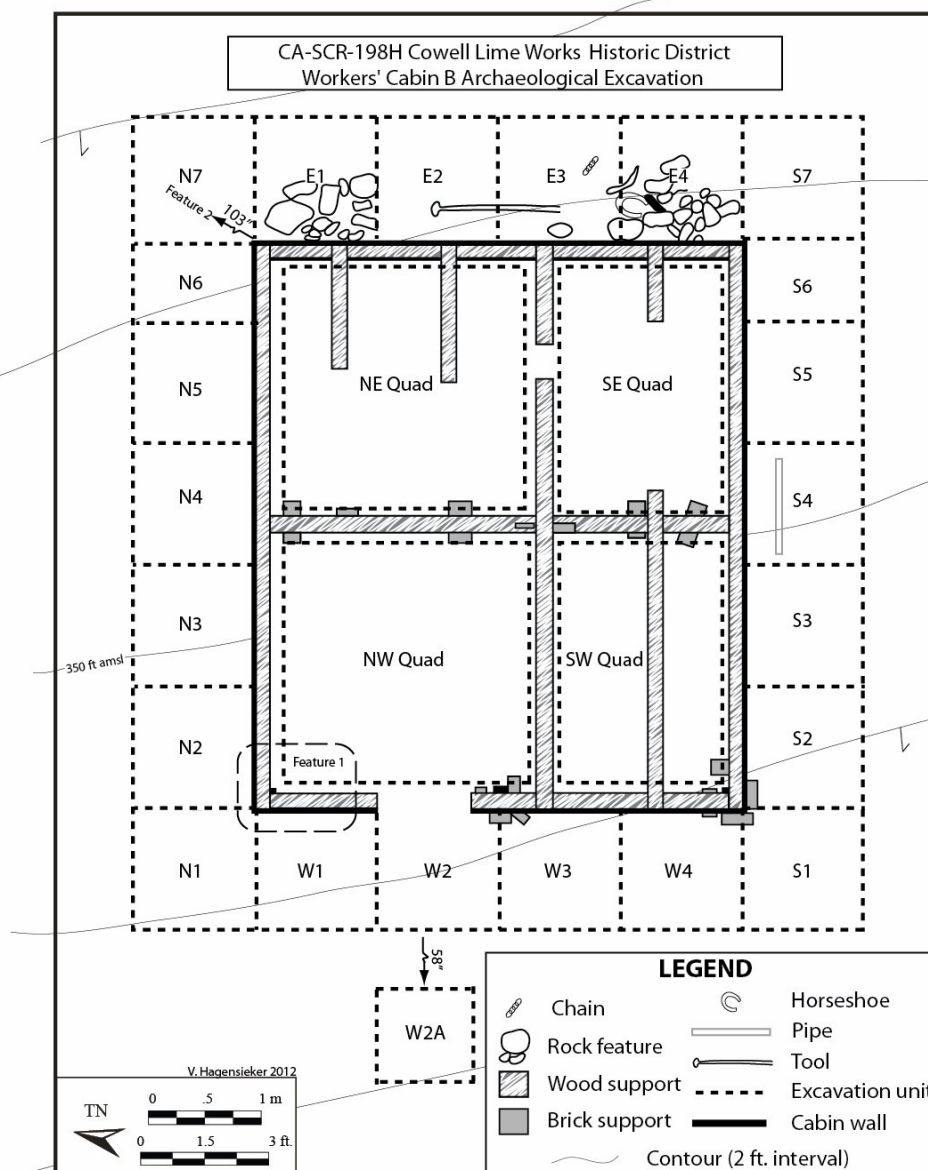 CA-SCR-198H Cowell Lime Works Historic District
Workers' Cabin B Archaeological Excavation
N7
E1
E2
E3
E4
S7
Feature 2
103"
N6
S6
N5
NE Quad
SE Quad
S5
N4
S4
N3
NW Quad
SW Quad
S3
350 ft amsl
N2
Feature 1
S2
N1
W1
W2
W3
W4
S1
58"
W2A
V. Hagensieker 2012
TN
0 .5 1 m
0 1.5 3 ft.
LEGEND
Chain
Horseshoe
Rock feature
Pipe
Tool
Wood support
Excavation unit
Brick support
Cabin wall
Contour (2 ft. interval)